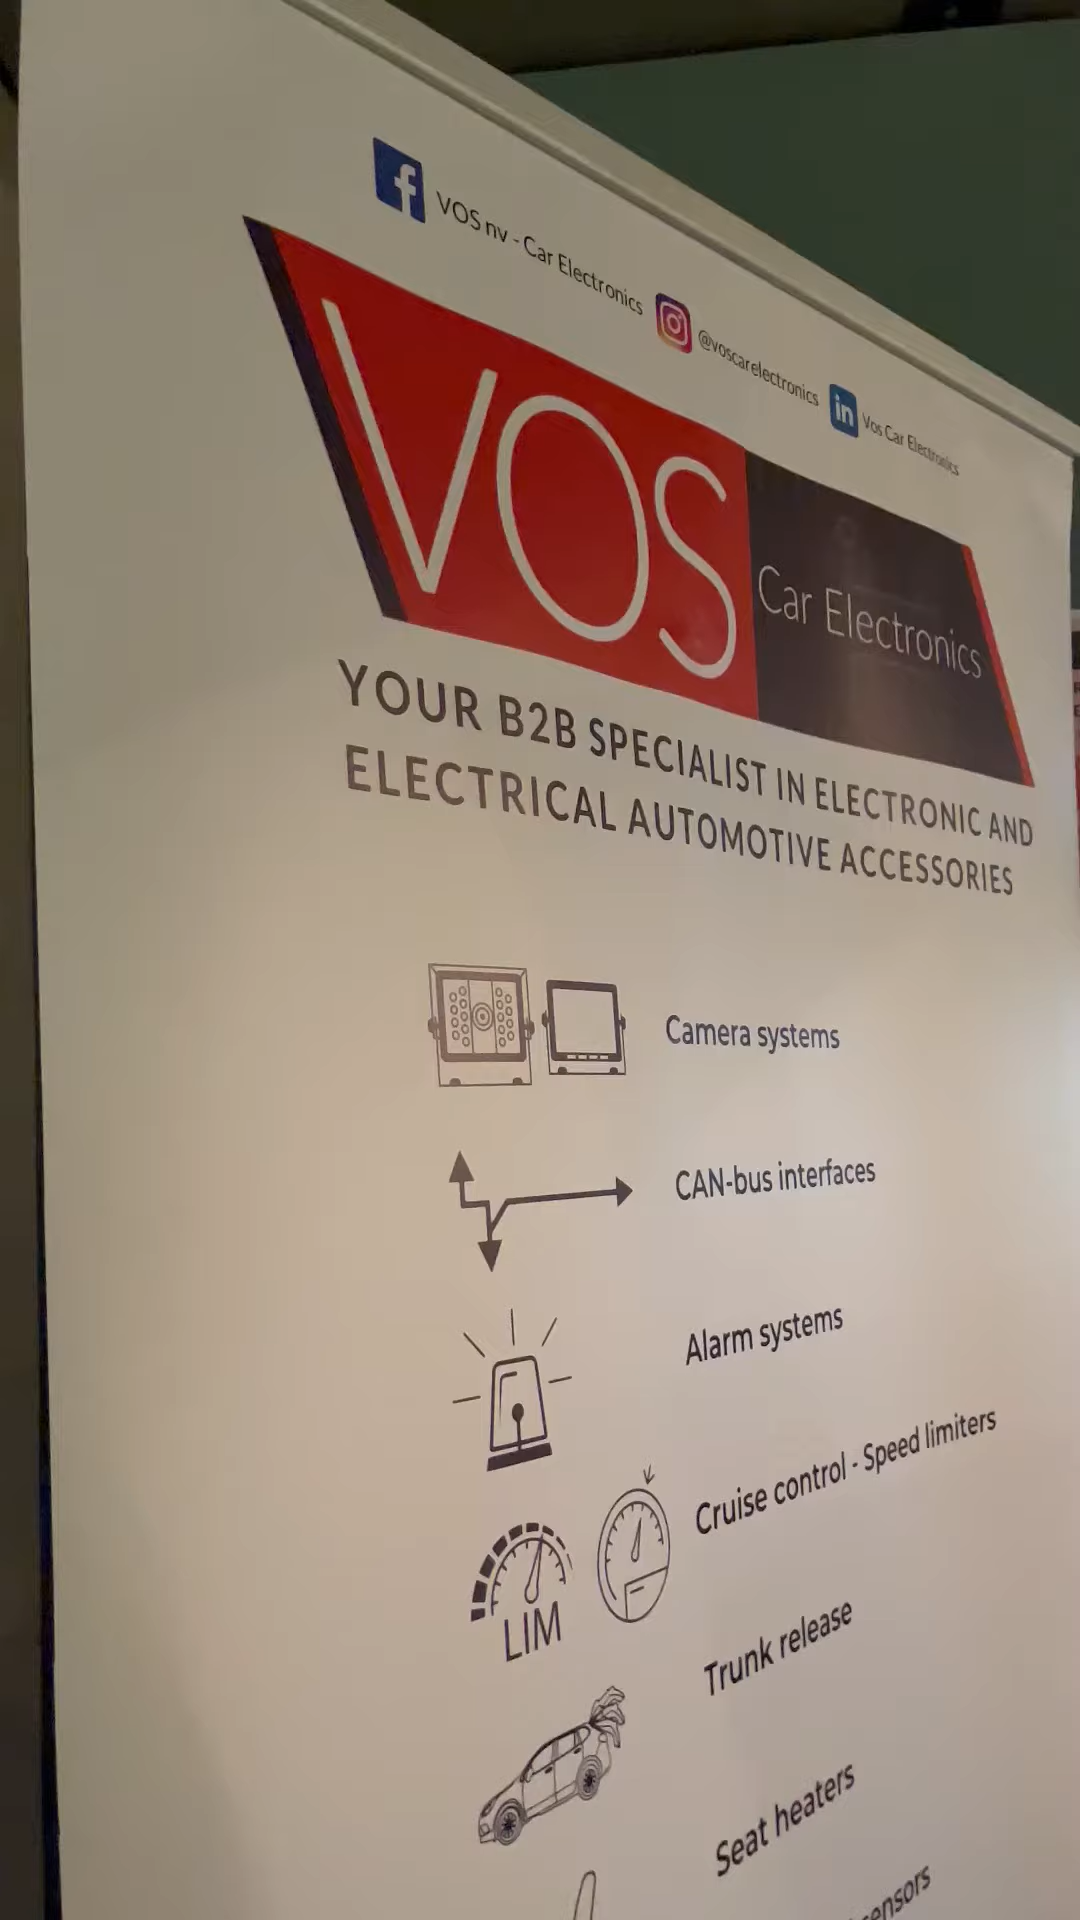 VOS nv - Car Electronics
@voscarelectronics
in Vos Car Electronics
VOS Car Electronics
YOUR B2B SPECIALIST IN ELECTRONIC AND
ELECTRICAL AUTOMOTIVE ACCESSORIES
Camera systems
CAN-bus interfaces
Alarm systems
Cruise control - Speed limiters
LIM
Trunk release
Seat heaters